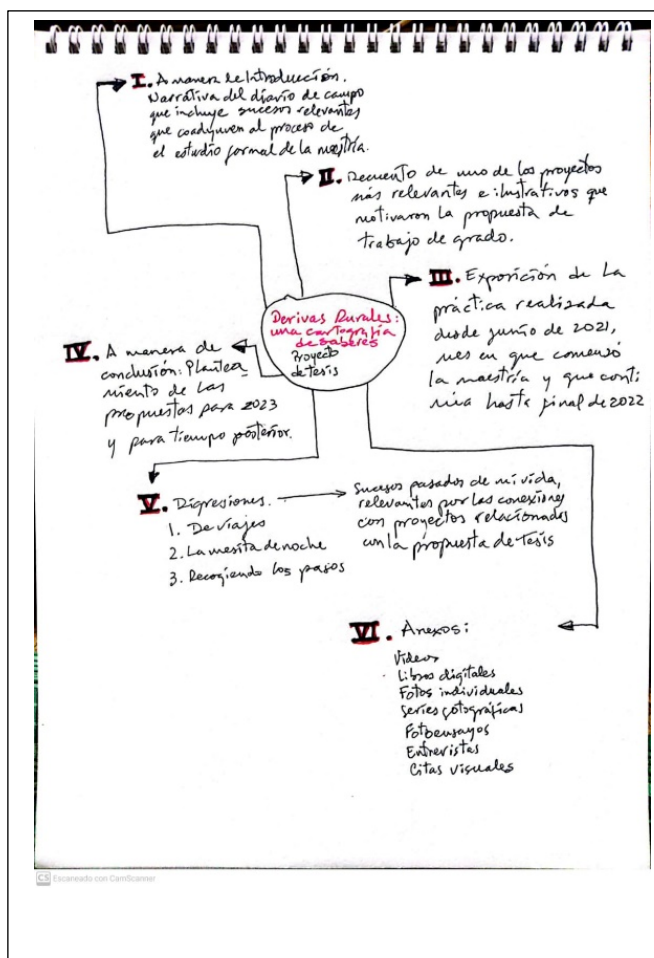 I. A manera de Introducción.
Narrativa del diario de campo
que incluye sucesos relevantes
que coadyuven al proceso de
el estudio formal de la maestría.
II. Recuento de uno de los proyectos
más relevantes e ilustrativos que
motivaron la propuesta de
trabajo de grado.
III. Exposición de la
práctica realizada
desde junio de 2021,
mes en que comenzó
la maestría y que conti
núa hasta final de 2022
Derivas Rurales:
una cartografía
de saberes
Proyecto
de tesis
IV. A manera de
conclusión: Plantea
miento de las
propuestas para 2023
y para tiempo posterior.
V. Digresiones.
1. De viajes
2. La mesita de noche
3. Recogiendo los pasos
Sucesos pasados de mi vida,
relevantes por las conexiones
con proyectos relacionados
con la propuesta de tesis
VI. Anexos:
Videos
Libros digitales
Fotos individuales
Series fotográficas
Fotoensayos
Entrevistas
Citas visuales
CS Escaneado con CamScanner